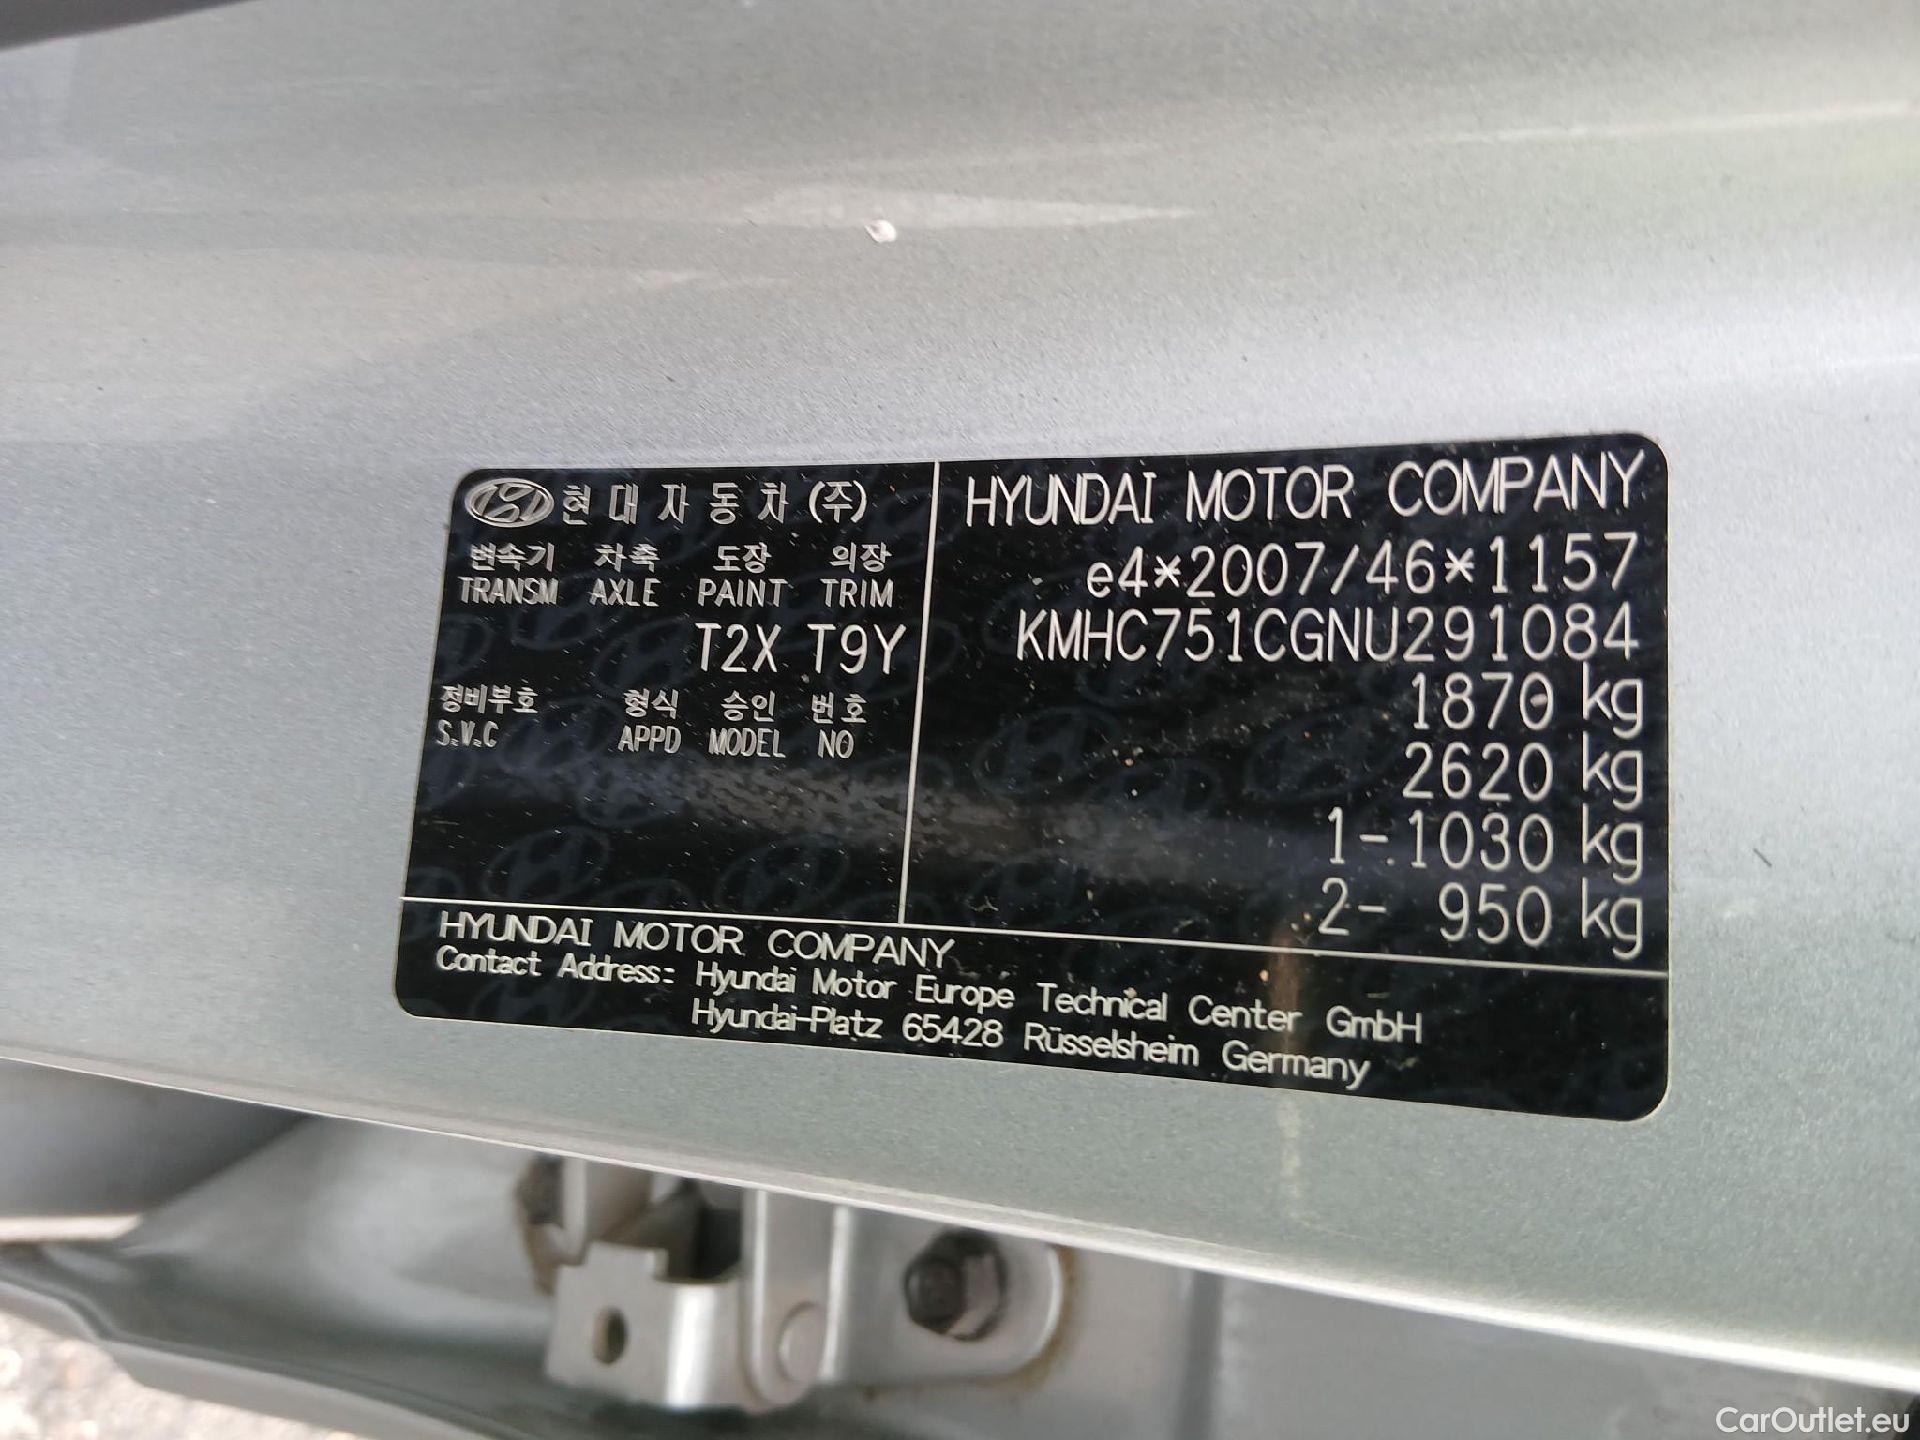 현대자동차(주)
변속기 차축 도장 의장
TRANSM AXLE PAINT TRIM
T2X T9Y
정비부호 형식 승인 번호
S.V.C APPD MODEL NO
HYUNDAI MOTOR COMPANY
e4*2007/46*1157
KMHC751CGNU291084
1870 kg
2620 kg
1- 1030 kg
2- 950 kg
HYUNDAI MOTOR COMPANY
Contact Address: Hyundai Motor Europe Technical Center GmbH
Hyundai-Platz 65428 Rüsselsheim Germany
CarOutlet.eu